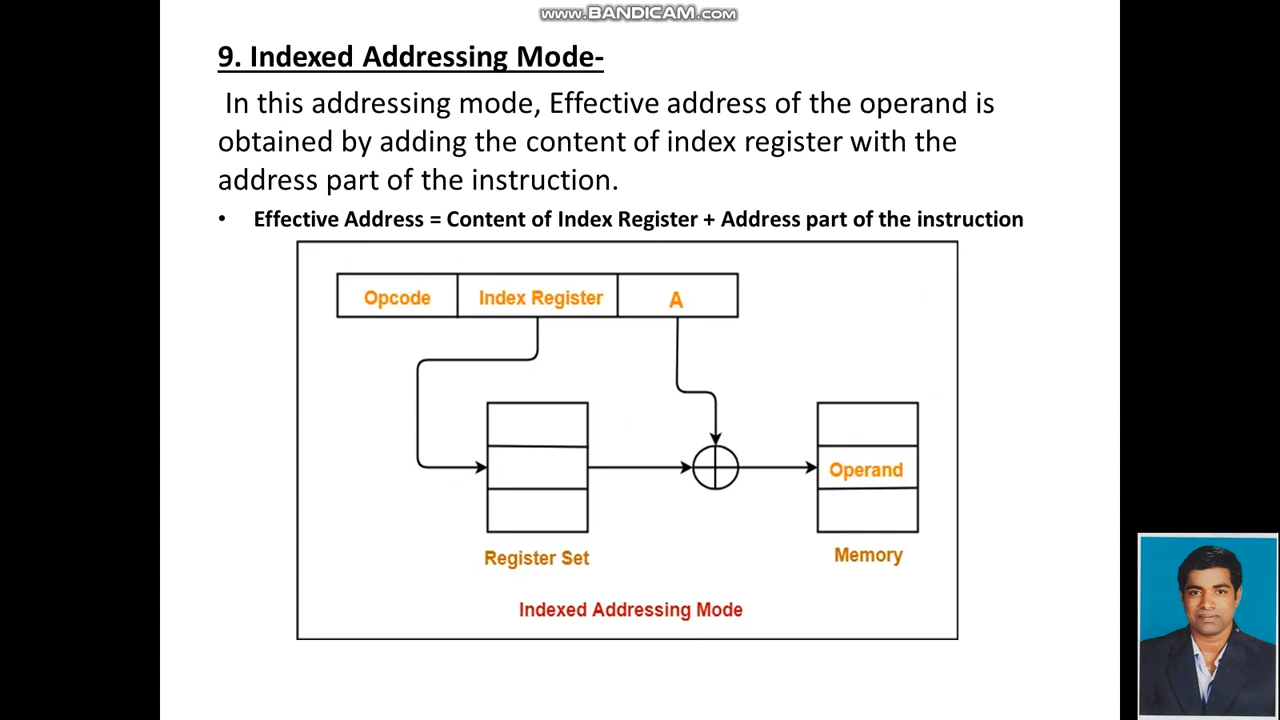 www.BANDICAM.com
9. Indexed Addressing Mode-
In this addressing mode, Effective address of the operand is
obtained by adding the content of index register with the
address part of the instruction.
• Effective Address = Content of Index Register + Address part of the instruction
Opcode
Index Register
A
Operand
Register Set
Memory
Indexed Addressing Mode